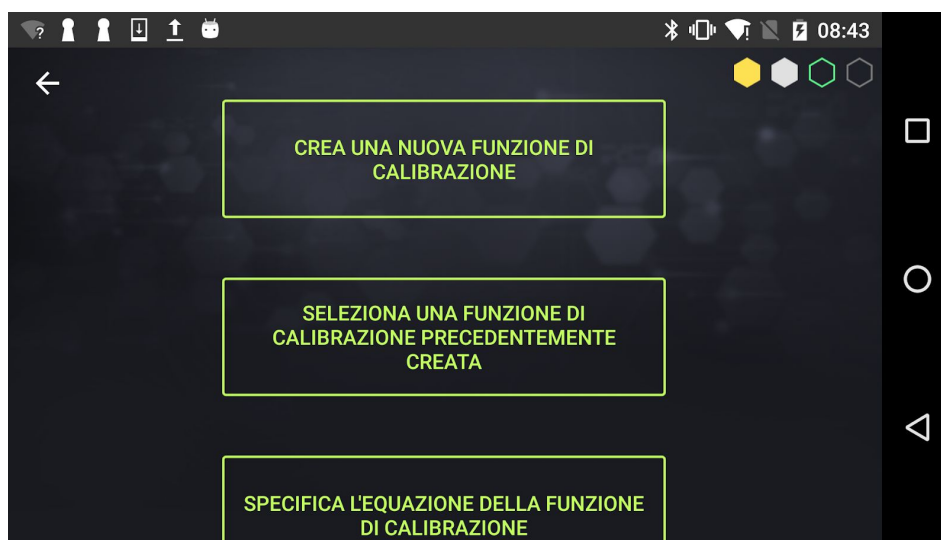 08:43
CREA UNA NUOVA FUNZIONE DI
CALIBRAZIONE
SELEZIONA UNA FUNZIONE DI
CALIBRAZIONE PRECEDENTEMENTE
CREATA
SPECIFICA L'EQUAZIONE DELLA FUNZIONE
DI CALIBRAZIONE